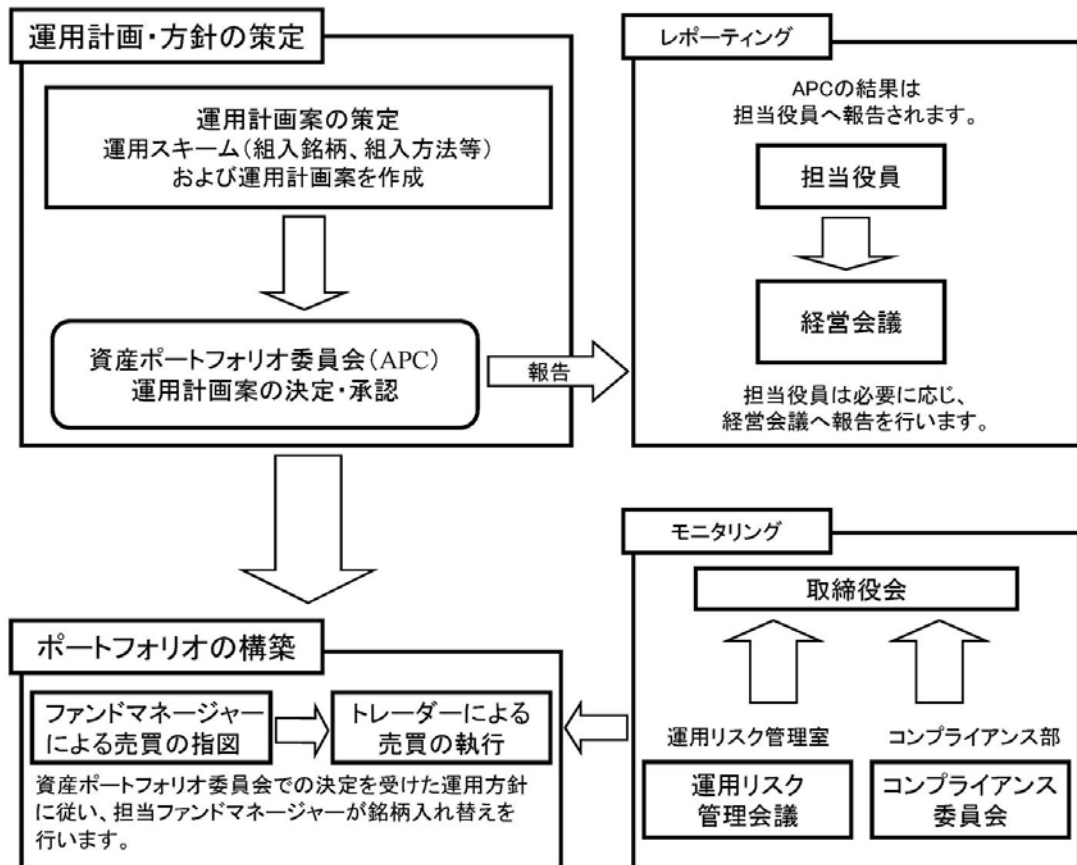 運用計画・方針の策定
運用計画案の策定
運用スキーム(組入銘柄、組入方法等)
および運用計画案を作成
資産ポートフォリオ委員会(APC)
運用計画案の決定・承認
報告
レポーティング
APCの結果は
担当役員へ報告されます。
担当役員
経営会議
担当役員は必要に応じ、
経営会議へ報告を行います。
ポートフォリオの構築
ファンドマネージャー
による売買の指図
トレーダーによる
売買の執行
資産ポートフォリオ委員会での決定を受けた運用方針
に従い、担当ファンドマネージャーが銘柄入れ替えを
行います。
モニタリング
取締役会
運用リスク管理室
コンプライアンス部
運用リスク
管理会議
コンプライアンス
委員会